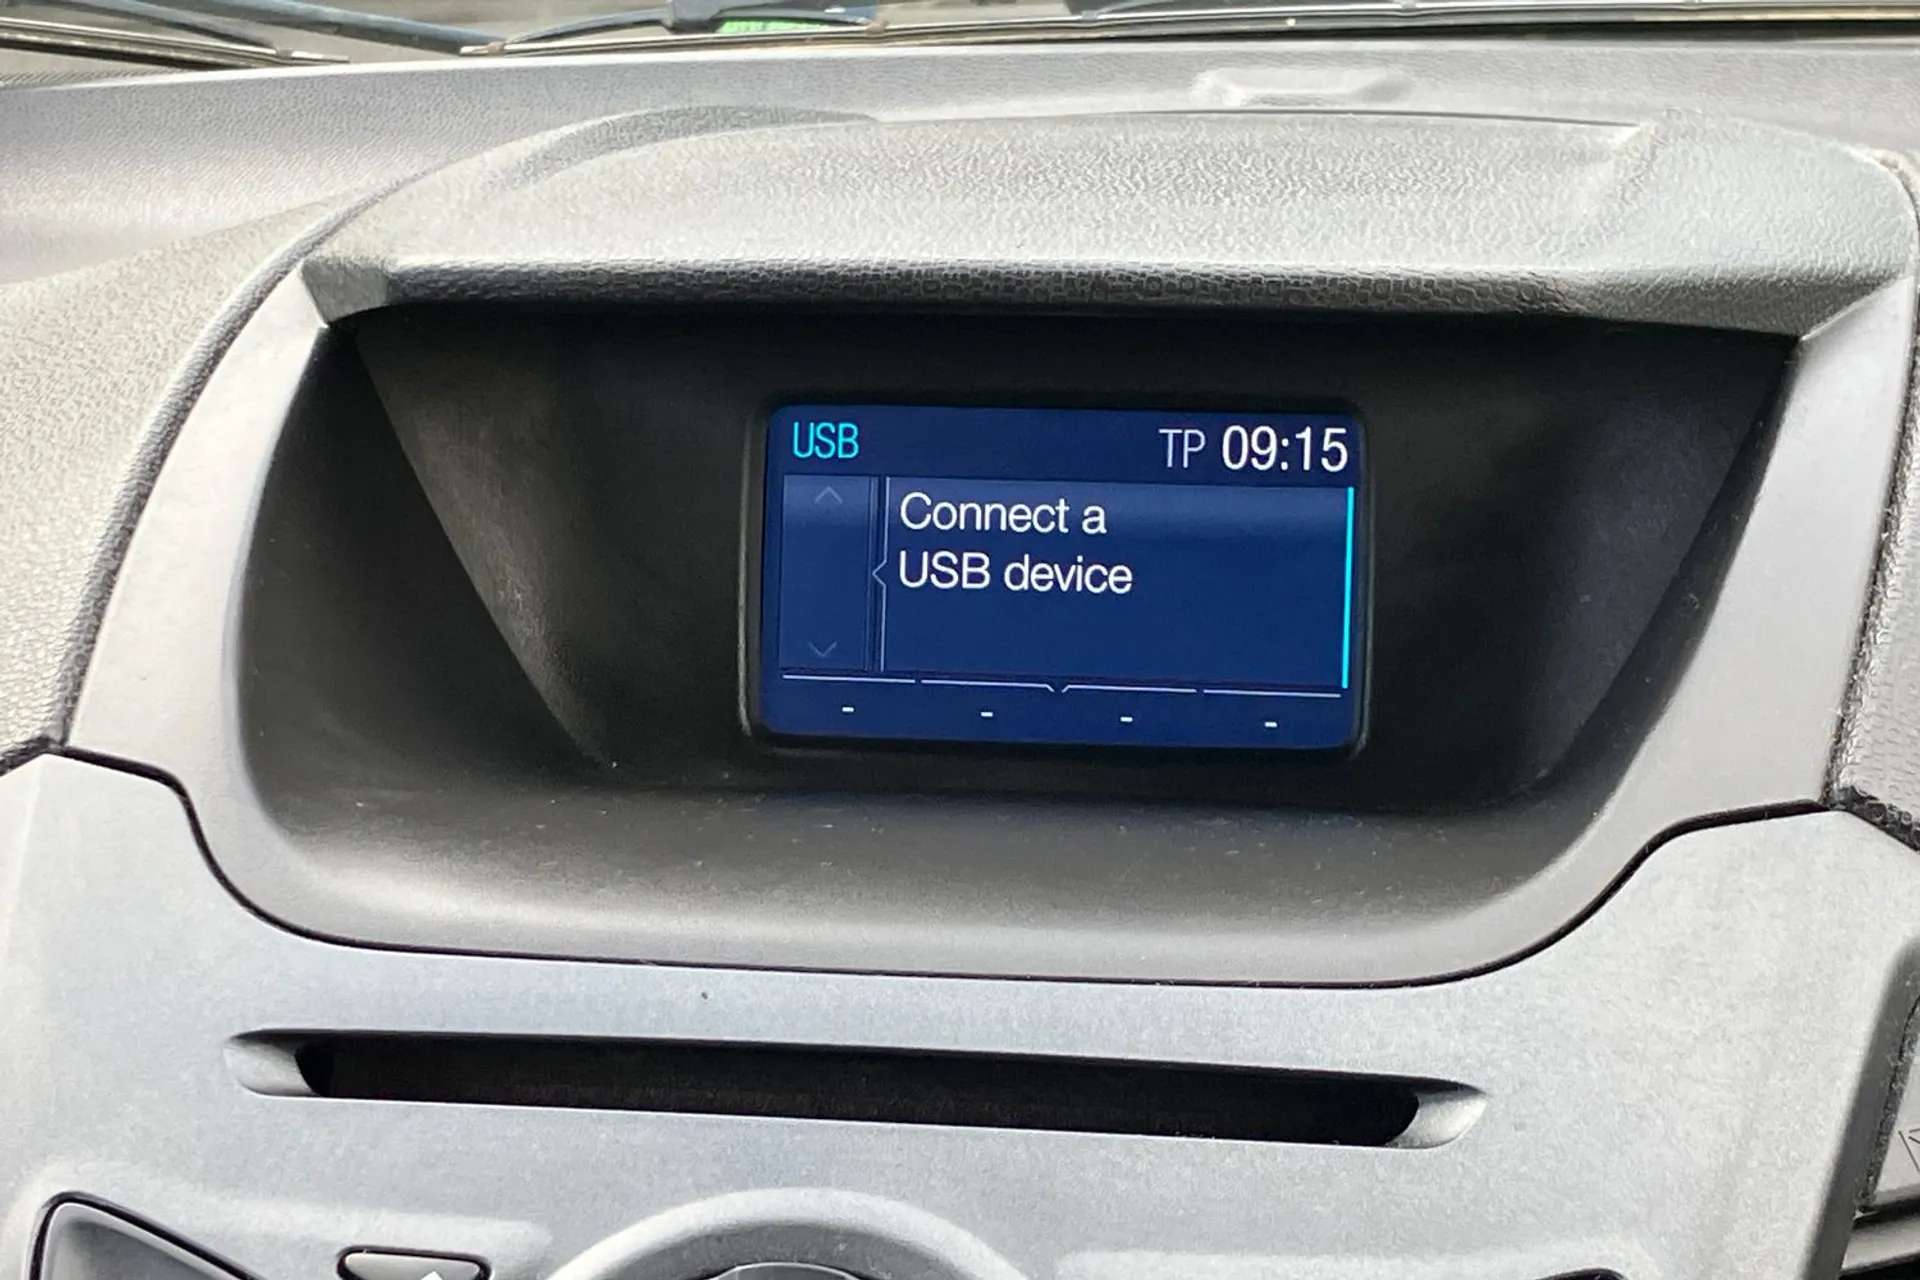 USB TP 09:15
Connect a
USB device
- - - -